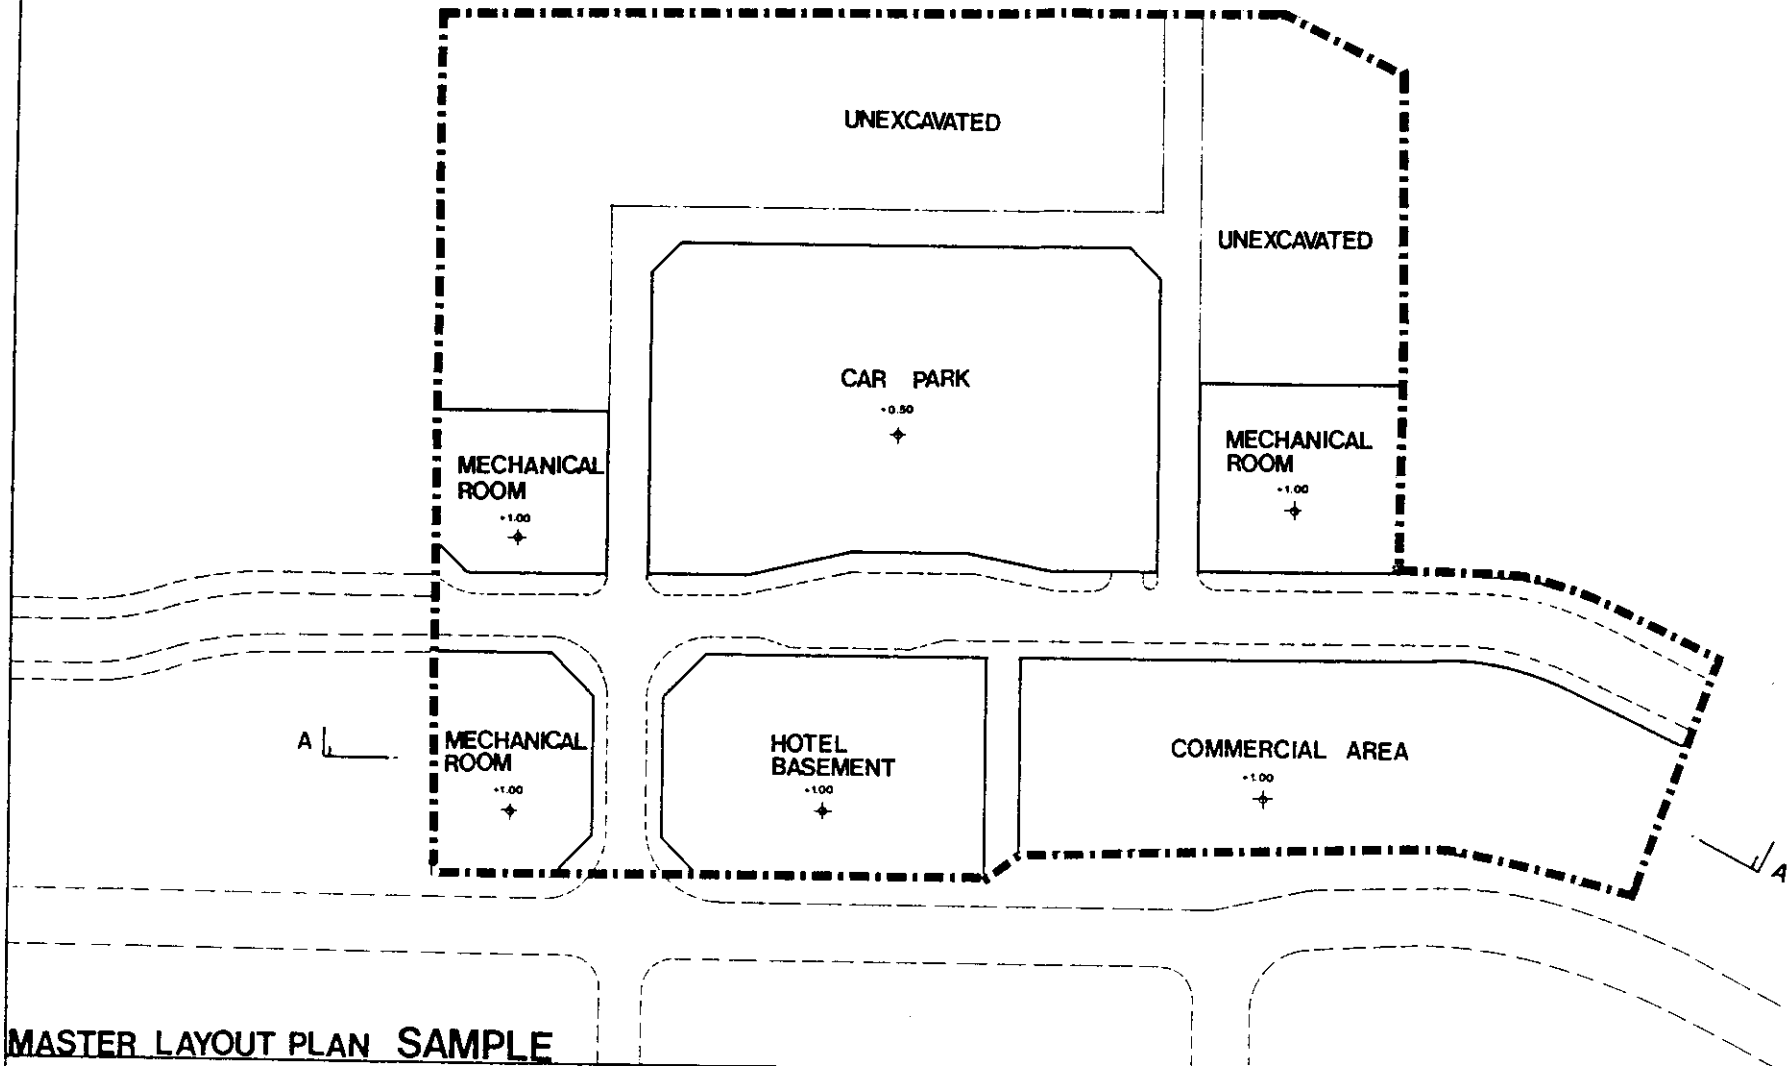 UNEXCAVATED
UNEXCAVATED
CAR PARK
+0.50
MECHANICAL
ROOM
+1.00
MECHANICAL
ROOM
+1.00
A
MECHANICAL
ROOM
+1.00
HOTEL
BASEMENT
+1.00
COMMERCIAL AREA
+1.00
A
MASTER LAYOUT PLAN SAMPLE